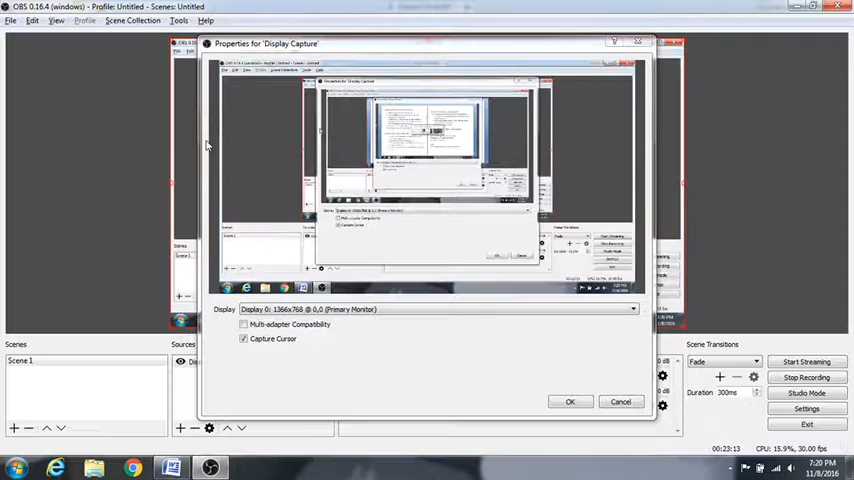 OBS 0.16.4 (windows) - Profile: Untitled - Scenes: Untitled
File Edit View Profile Scene Collection Tools Help
Properties for 'Display Capture'
Display Display 0: 1366x768 @ 0,0 (Primary Monitor)
Multi-adapter Compatibility
Capture Cursor
OK Cancel
Scenes
Scene 1
Sources
Scene Transitions
Fade
Duration 300ms
Start Streaming
Stop Recording
Studio Mode
Settings
Exit
00:23:13 CPU: 15.9%, 30.00 fps
7:20 PM
11/8/2016